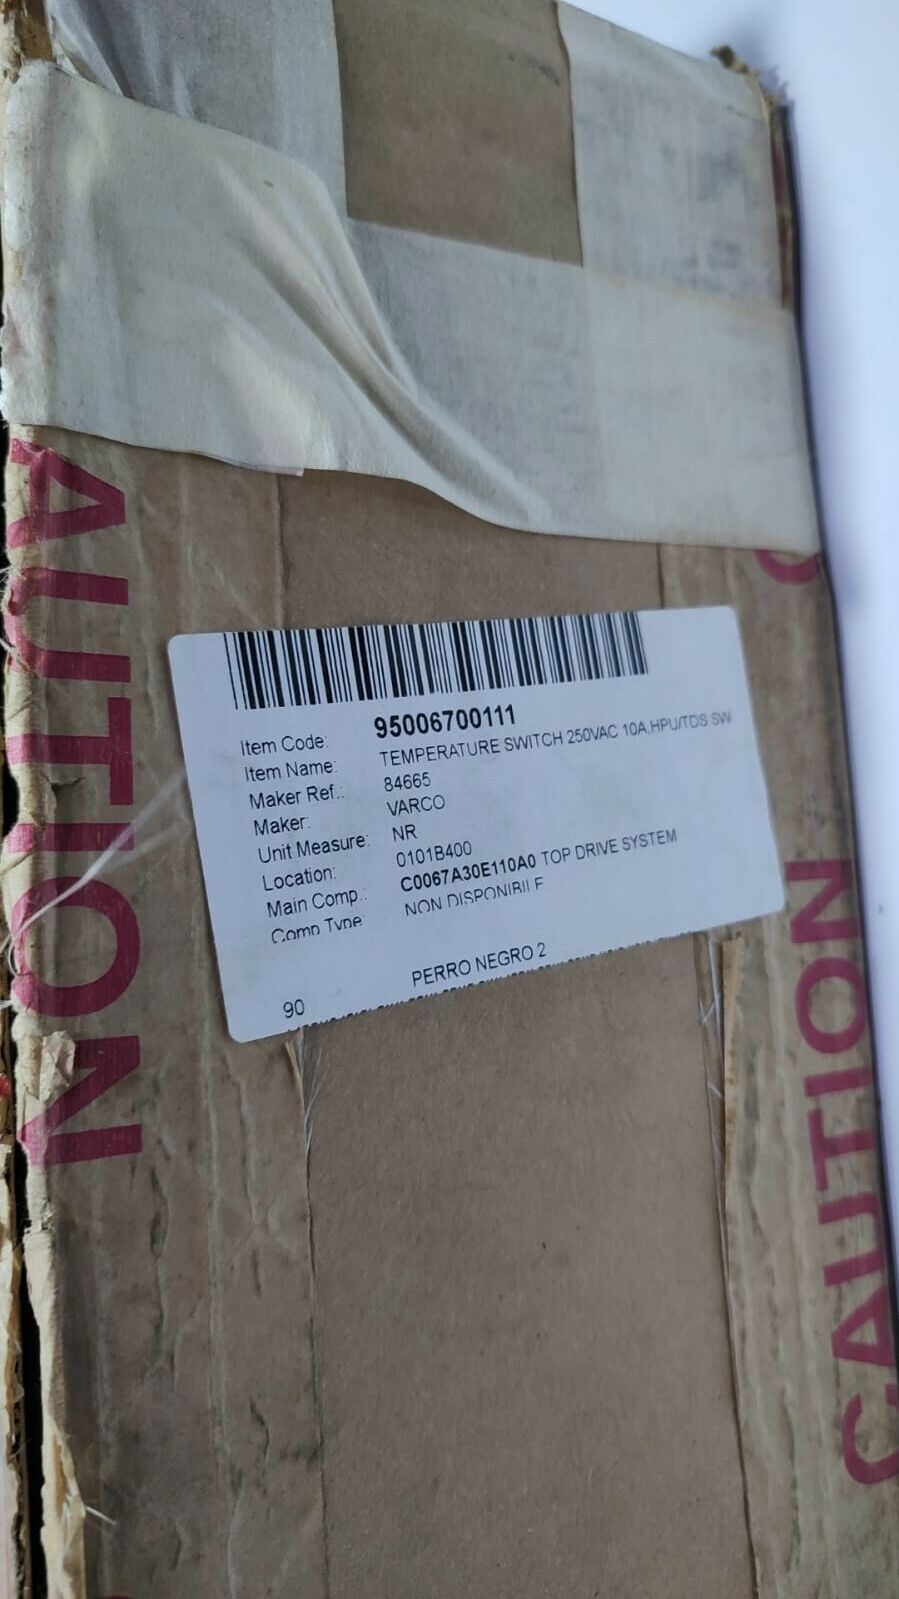 CAUTION
Item Code: 95006700111
Item Name: TEMPERATURE SWITCH 250VAC 10A,HPU/TDS SW
Maker Ref.: 84665
Maker: VARCO
Unit Measure: NR
Location: 0101B400
Main Comp.: C0067A30E110A0 TOP DRIVE SYSTEM
Comp Type: NON DISPONIBILE
90 PERRO NEGRO 2
CAUTION